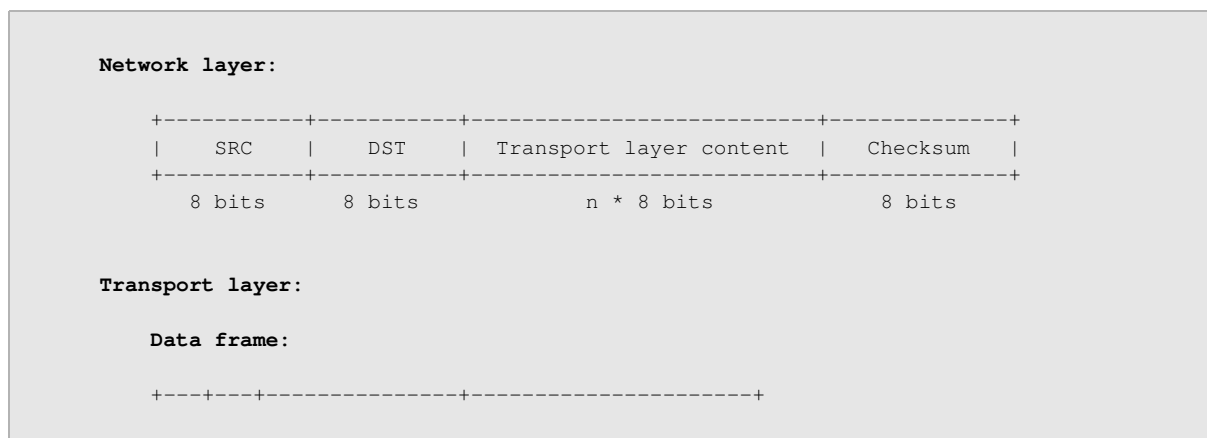 Network layer:
+-----------+-----------+---------------------------+--------------+
|    SRC    |    DST    |  Transport layer content  |   Checksum   |
+-----------+-----------+---------------------------+--------------+
8 bits      8 bits             n * 8 bits             8 bits
Transport layer:
Data frame:
+---+---+---------------+----------------------+